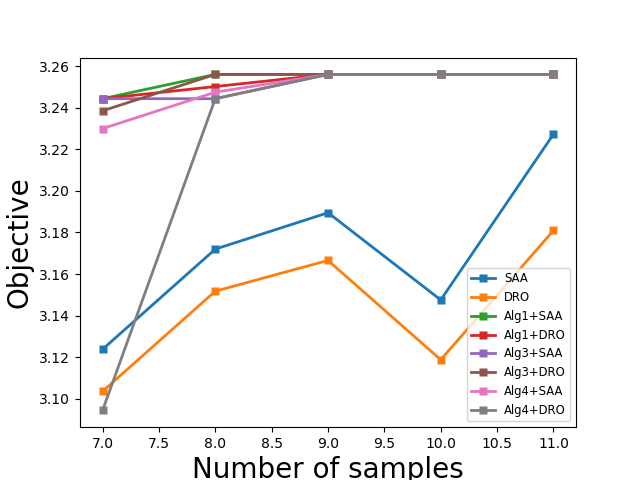 3.26
3.24
3.22
3.20
3.18
3.16
3.14
3.12
3.10
Objective
7.0 7.5 8.0 8.5 9.0 9.5 10.0 10.5 11.0
Number of samples
SAA
DRO
Alg1+SAA
Alg1+DRO
Alg3+SAA
Alg3+DRO
Alg4+SAA
Alg4+DRO